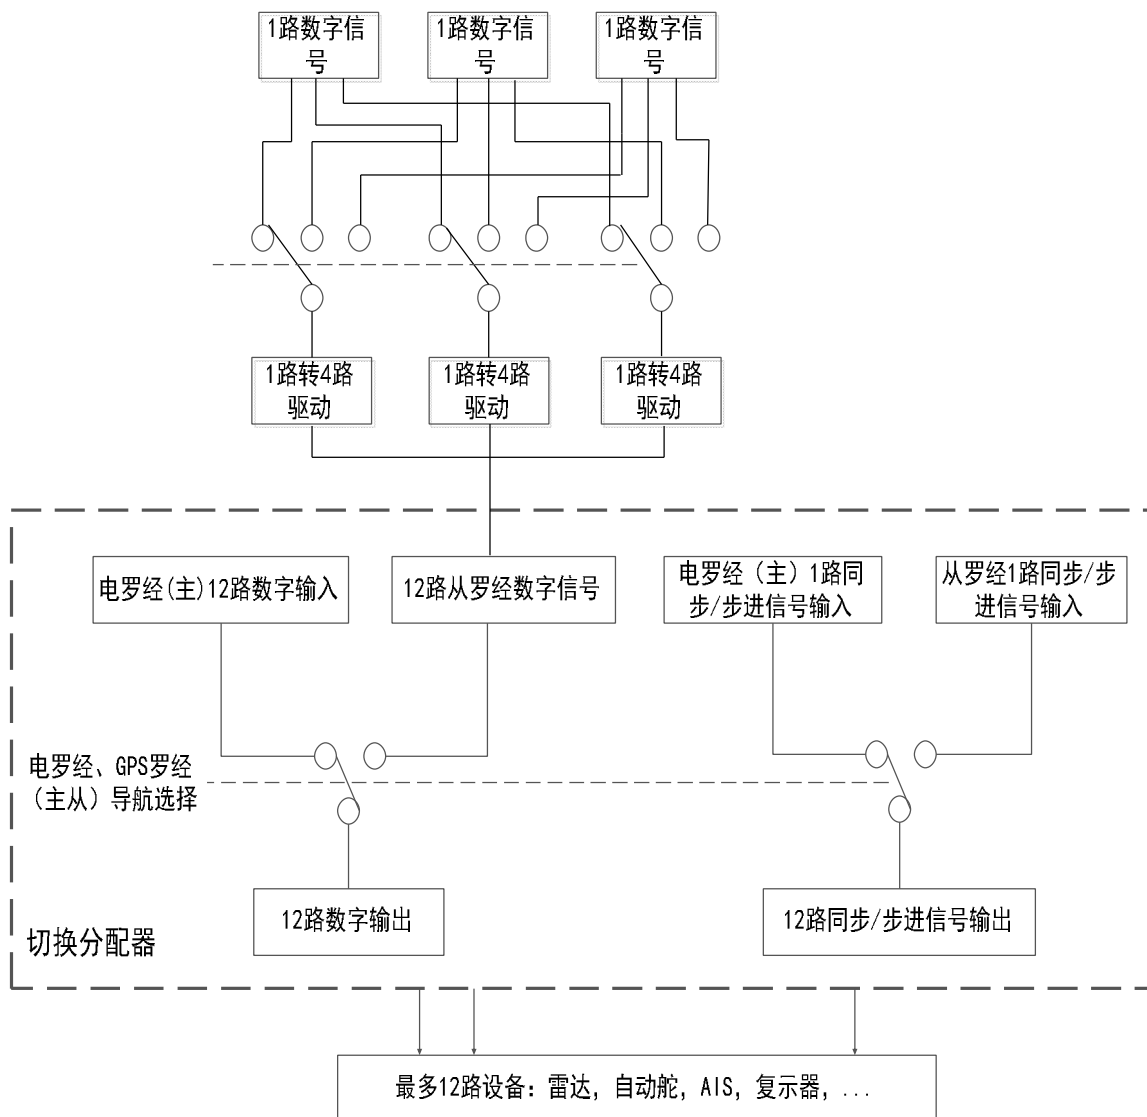 1路数字信
号
1路数字信
号
1路数字信
号
1路转4路
驱动
1路转4路
驱动
1路转4路
驱动
电罗经(主)12路数字输入
12路从罗经数字信号
电罗经（主）1路同
步/步进信号输入
从罗经1路同步/步
进信号输入
电罗经、GPS罗经
（主从）导航选择
12路数字输出
12路同步/步进信号输出
切换分配器
最多12路设备：雷达，自动舵，AIS，复示器，...